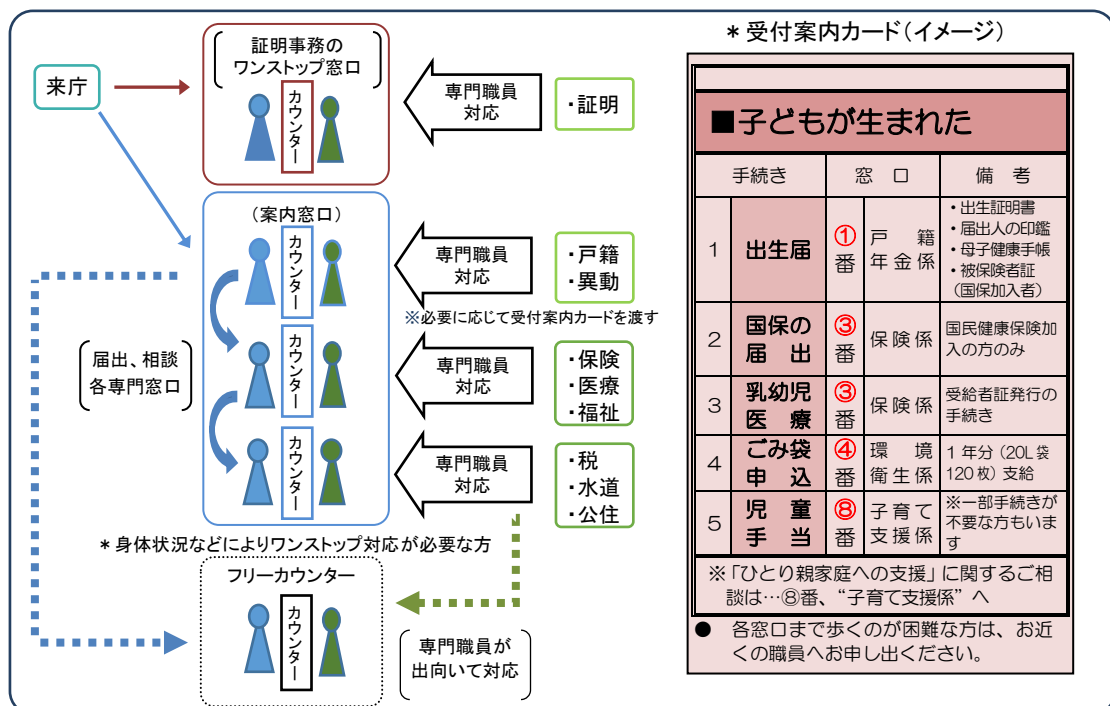 証明事務の
ワンストップ窓口
来庁
カウンター
専門職員
対応
・証明
(案内窓口)
カウンター
専門職員
対応
・戸籍
・異動
※必要に応じて受付案内カードを渡す
届出、相談
各専門窓口
カウンター
専門職員
対応
・保険
・医療
・福祉
カウンター
専門職員
対応
・税
・水道
・公住
*身体状況などによりワンストップ対応が必要な方
フリーカウンター
カウンター
専門職員が
出向いて対応
*受付案内カード(イメージ)
■子どもが生まれた
手続き 窓口 備考
1 出生届 ①番 戸籍年金係
・出生証明書
・届出人の印鑑
・母子健康手帳
・被保険者証
(国保加入者)
2 国保の届出 ③番 保険係
国民健康保険加
入の方のみ
3 乳幼児医療 ③番 保険係
受給者証発行の
手続き
4 ごみ袋申込 ④番 環境衛生係
1年分(20L袋
120枚)支給
5 児童手当 ⑧番 子育て支援係
※一部手続きが
不要な方もいま
す
※「ひとり親家庭への支援」に関するご相
談は…⑧番、“子育て支援係”へ
● 各窓口まで歩くのが困難な方は、お近
くの職員へお申し出ください。